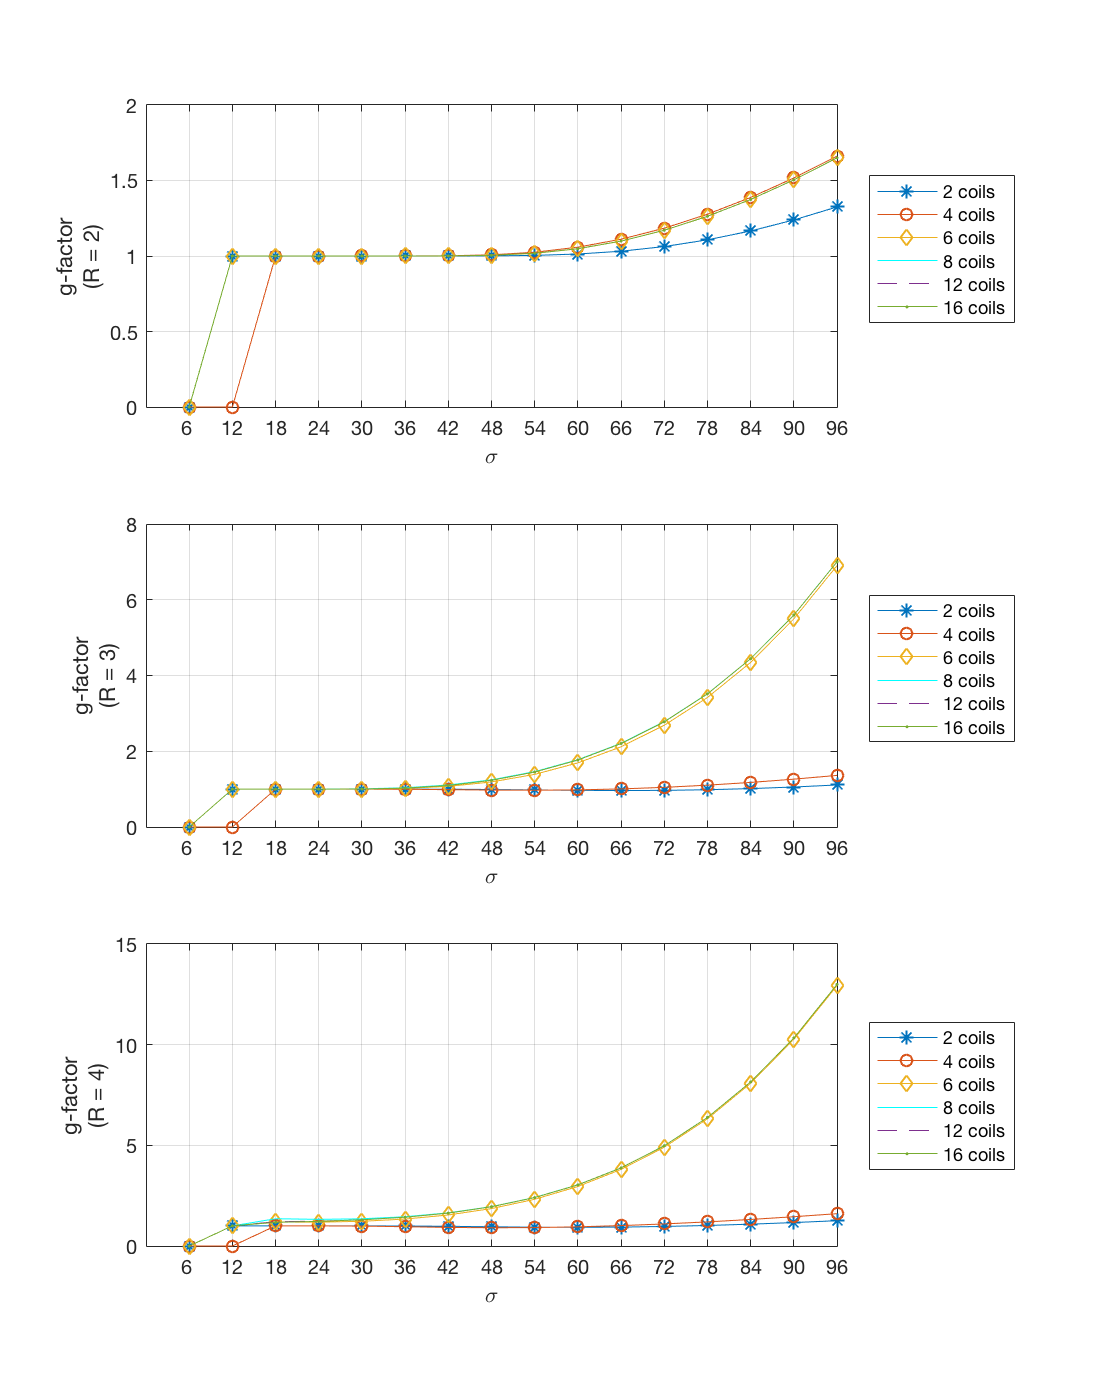 2
1.5
1
0.5
0
g-factor
(R = 2)
6 12 18 24 30 36 42 48 54 60 66 72 78 84 90 96
σ
2 coils
4 coils
6 coils
8 coils
12 coils
16 coils
8
6
4
2
0
g-factor
(R = 3)
6 12 18 24 30 36 42 48 54 60 66 72 78 84 90 96
σ
2 coils
4 coils
6 coils
8 coils
12 coils
16 coils
15
10
5
0
g-factor
(R = 4)
6 12 18 24 30 36 42 48 54 60 66 72 78 84 90 96
σ
2 coils
4 coils
6 coils
8 coils
12 coils
16 coils